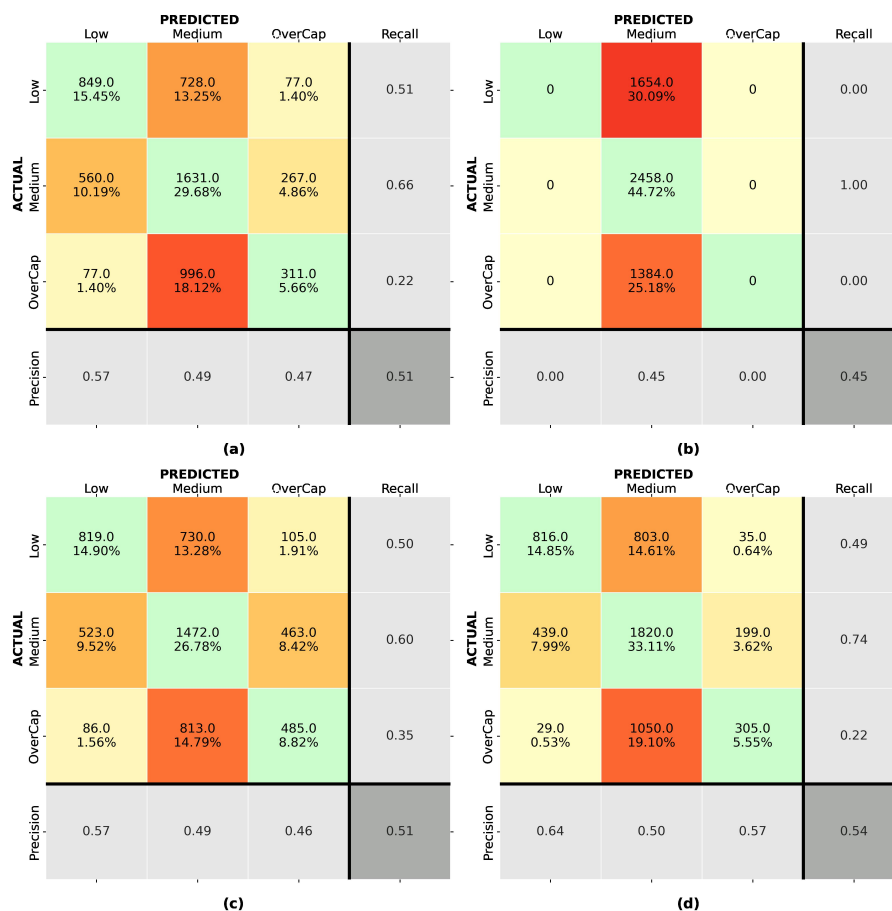 PREDICTED
Low Medium OverCap Recall
ACTUAL
Low
849.0 728.0 77.0 0.51
15.45% 13.25% 1.40%
Medium
560.0 1631.0 267.0 0.66
10.19% 29.68% 4.86%
OverCap
77.0 996.0 311.0 0.22
1.40% 18.12% 5.66%
Precision
0.57 0.49 0.47 0.51
(a)
PREDICTED
Low Medium OverCap Recall
ACTUAL
Low
0 1654.0 0 0.00
30.09%
Medium
0 2458.0 0 1.00
44.72%
OverCap
0 1384.0 0 0.00
25.18%
Precision
0.00 0.45 0.00 0.45
(b)
PREDICTED
Low Medium OverCap Recall
ACTUAL
Low
819.0 730.0 105.0 0.50
14.90% 13.28% 1.91%
Medium
523.0 1472.0 463.0 0.60
9.52% 26.78% 8.42%
OverCap
86.0 813.0 485.0 0.35
1.56% 14.79% 8.82%
Precision
0.57 0.49 0.46 0.51
(c)
PREDICTED
Low Medium OverCap Recall
ACTUAL
Low
816.0 803.0 35.0 0.49
14.85% 14.61% 0.64%
Medium
439.0 1820.0 199.0 0.74
7.99% 33.11% 3.62%
OverCap
29.0 1050.0 305.0 0.22
0.53% 19.10% 5.55%
Precision
0.64 0.50 0.57 0.54
(d)